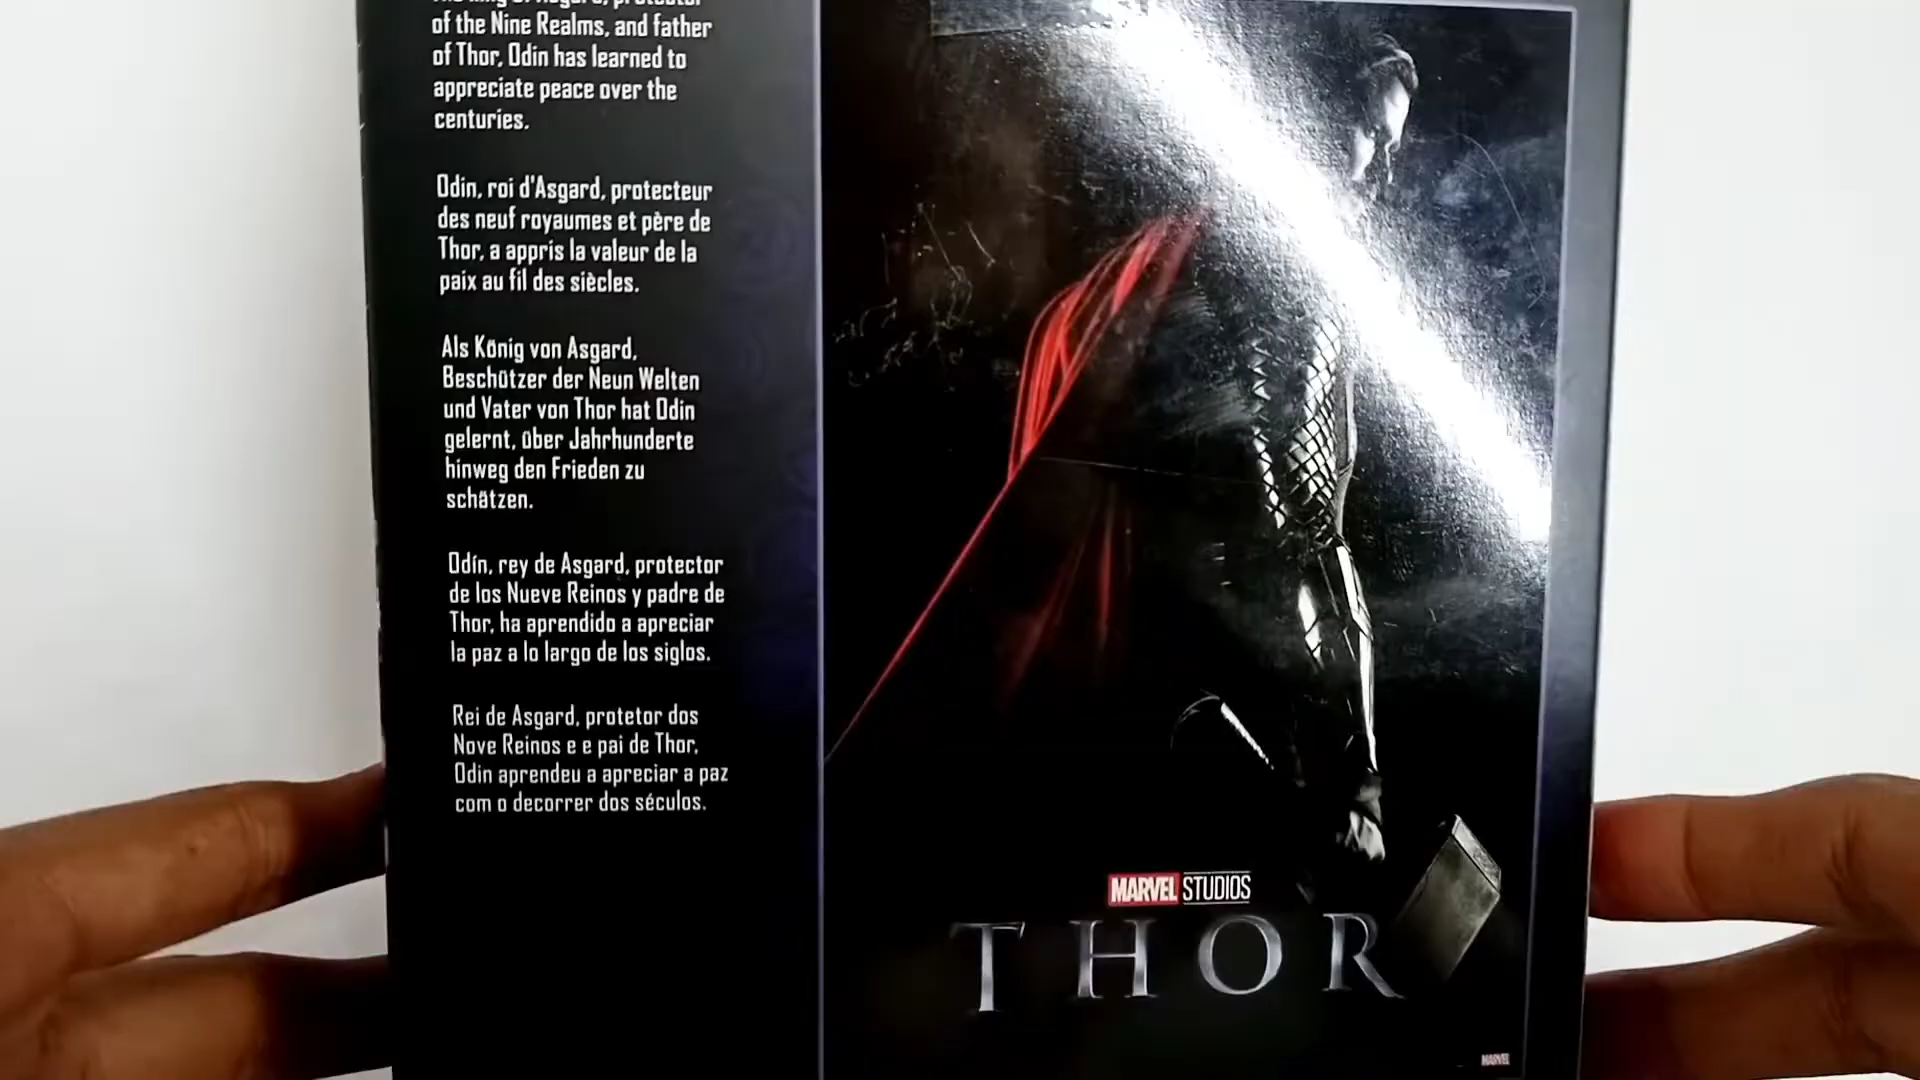 of the Nine Realms, and father
of Thor, Odin has learned to
appreciate peace over the
centuries.
Odin, roi d'Asgard, protecteur
des neuf royaumes et père de
Thor, a appris la valeur de la
paix au fil des siècles.
Als König von Asgard,
Beschützer der Neun Welten
und Vater von Thor hat Odin
gelernt, über Jahrhunderte
hinweg den Frieden zu
schätzen.
Odín, rey de Asgard, protector
de los Nueve Reinos y padre de
Thor, ha aprendido a apreciar
la paz a lo largo de los siglos.
Rei de Asgard, protetor dos
Nove Reinos e e pai de Thor,
Odin aprendeu a apreciar a paz
com o decorrer dos séculos.
MARVEL STUDIOS
THOR
MARVEL